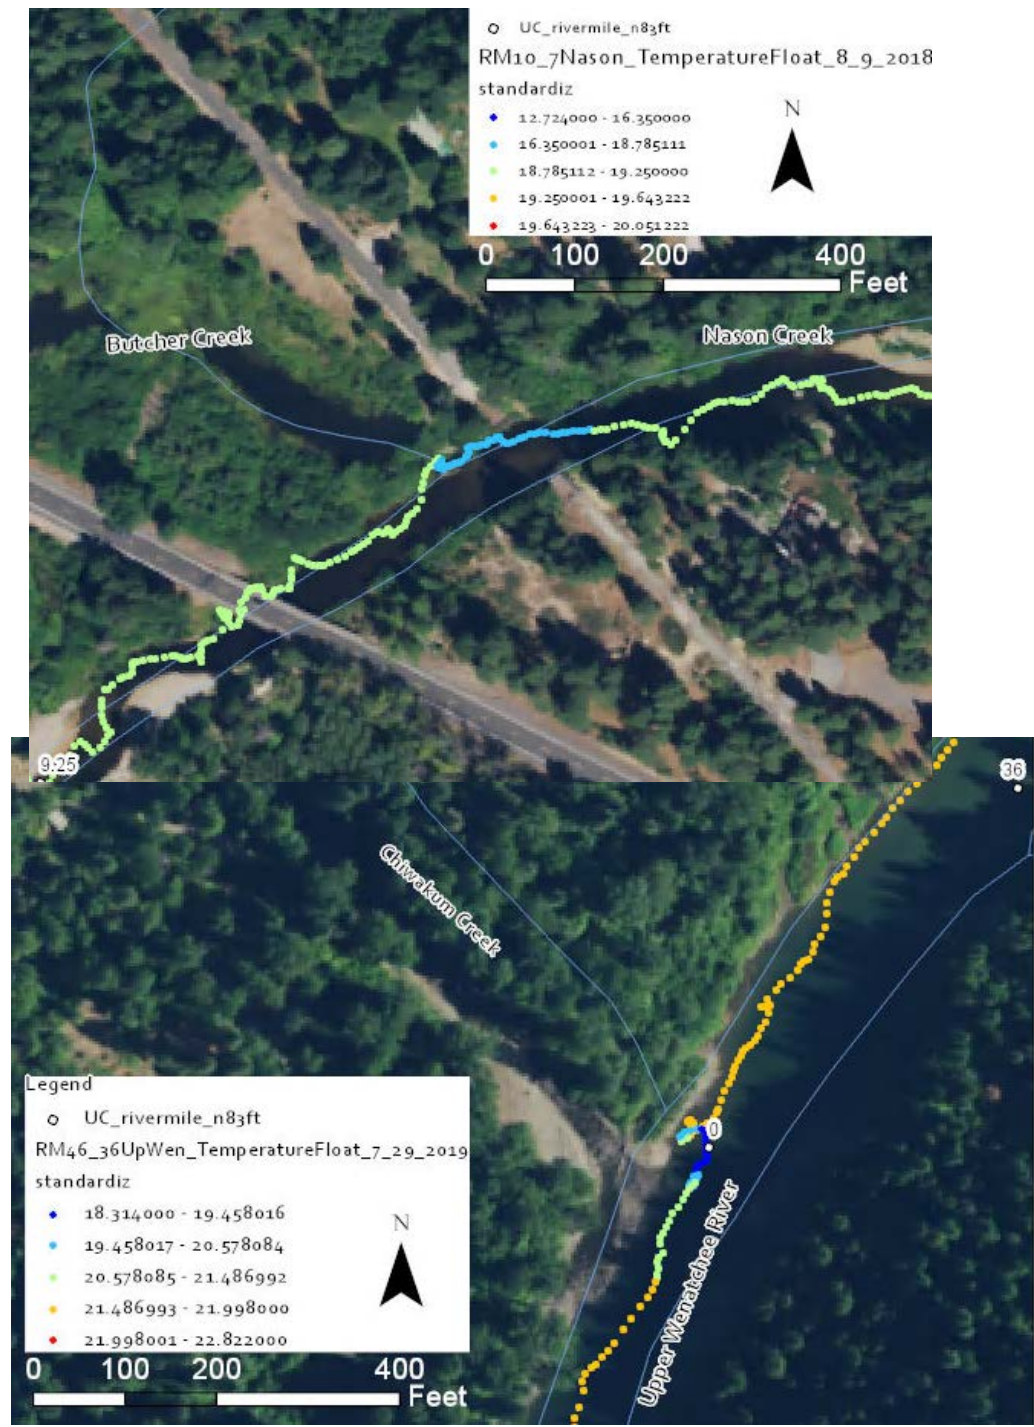 UC_rivermile_n83ft
RM10_7Nason_TemperatureFloat_8_9_2018
standardiz
12.724000 - 16.350000
16.350001 - 18.785111
18.785112 - 19.250000
19.250001 - 19.643222
19.643223 - 20.051222
N
0 100 200 400
Feet
Butcher Creek
Nason Creek
9.25
36
Chiwakum Creek
0
Upper Wenatchee River
Legend
UC_rivermile_n83ft
RM46_36UpWen_TemperatureFloat_7_29_2019
standardiz
18.314000 - 19.458016
19.458017 - 20.578084
20.578085 - 21.486992
21.486993 - 21.998000
21.998001 - 22.822000
N
0 100 200 400
Feet